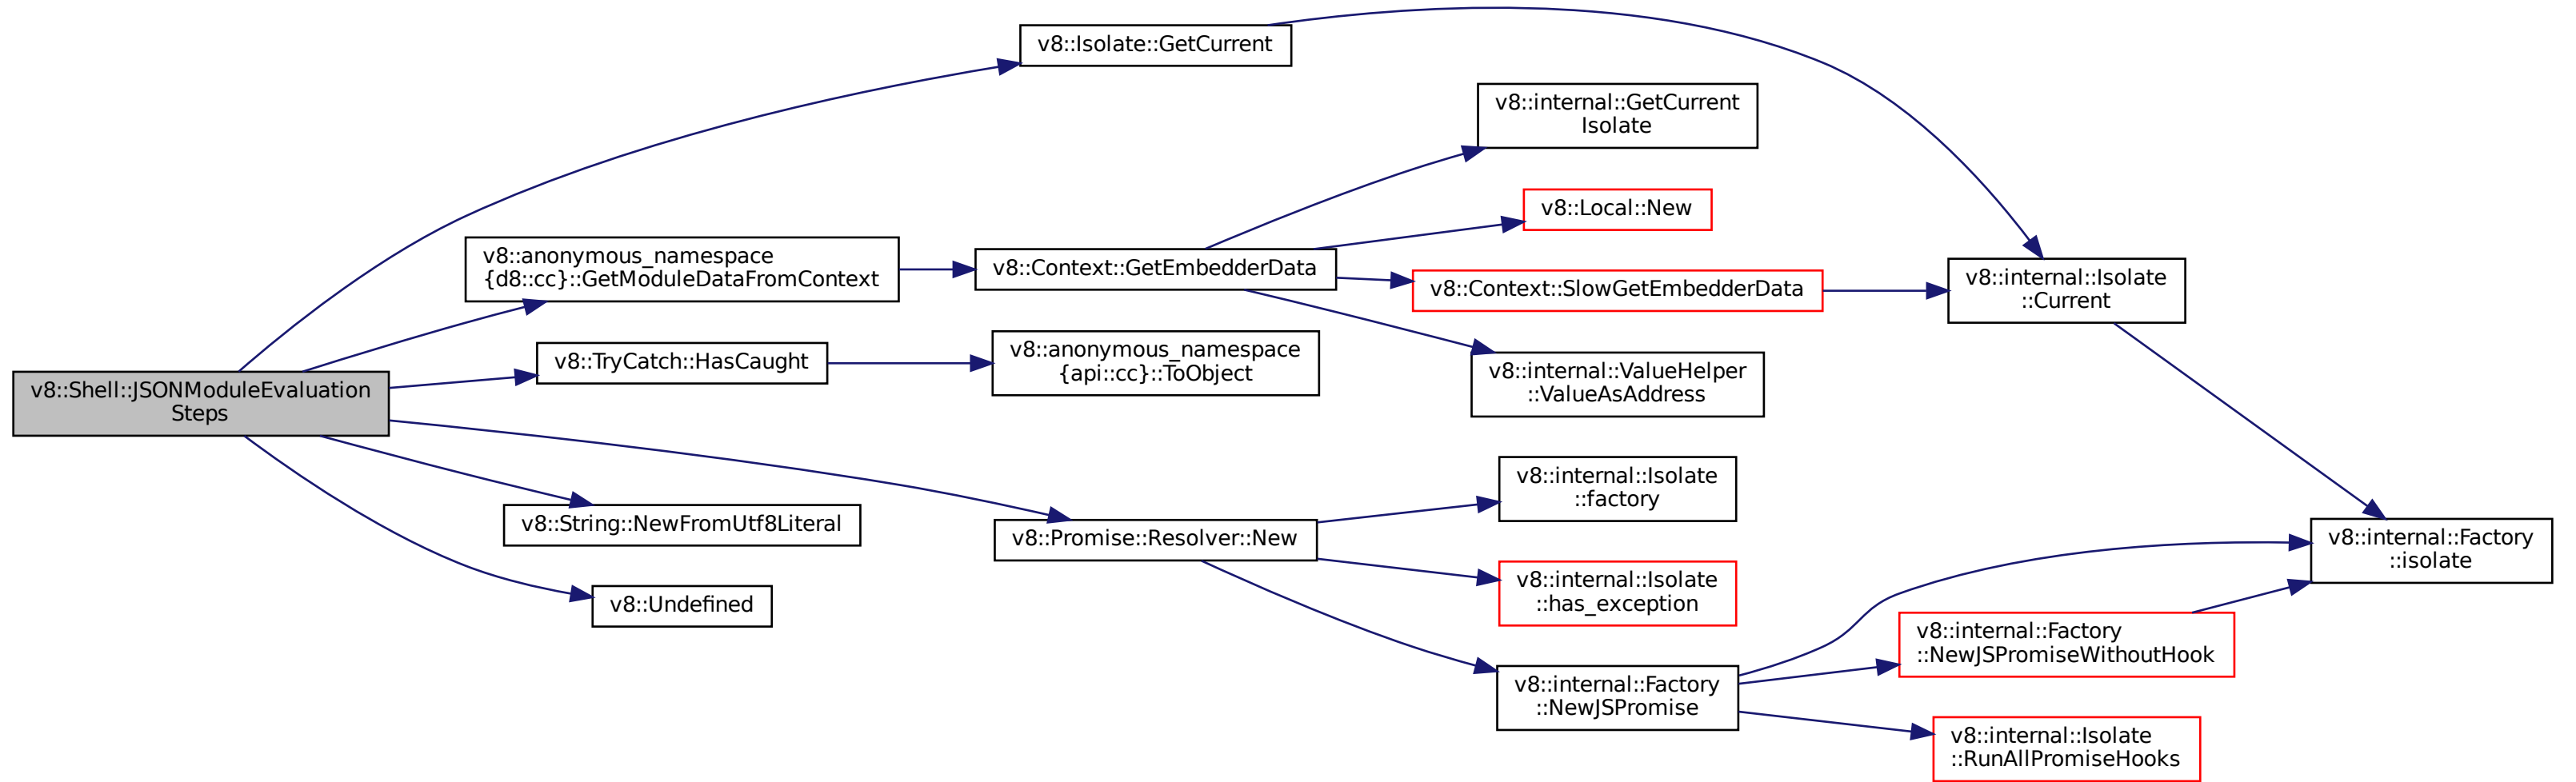 v8::Shell::JSONModuleEvaluation
Steps
v8::Isolate::GetCurrent
v8::anonymous_namespace
{d8::cc}::GetModuleDataFromContext
v8::TryCatch::HasCaught
v8::String::NewFromUtf8Literal
v8::Undefined
v8::Context::GetEmbedderData
v8::anonymous_namespace
{api::cc}::ToObject
v8::Promise::Resolver::New
v8::internal::GetCurrent
Isolate
v8::Local::New
v8::Context::SlowGetEmbedderData
v8::internal::ValueHelper
::ValueAsAddress
v8::internal::Isolate
::factory
v8::internal::Isolate
::has_exception
v8::internal::Factory
::NewJSPromise
v8::internal::Isolate
::Current
v8::internal::Factory
::NewJSPromiseWithoutHook
v8::internal::Isolate
::RunAllPromiseHooks
v8::internal::Factory
::isolate